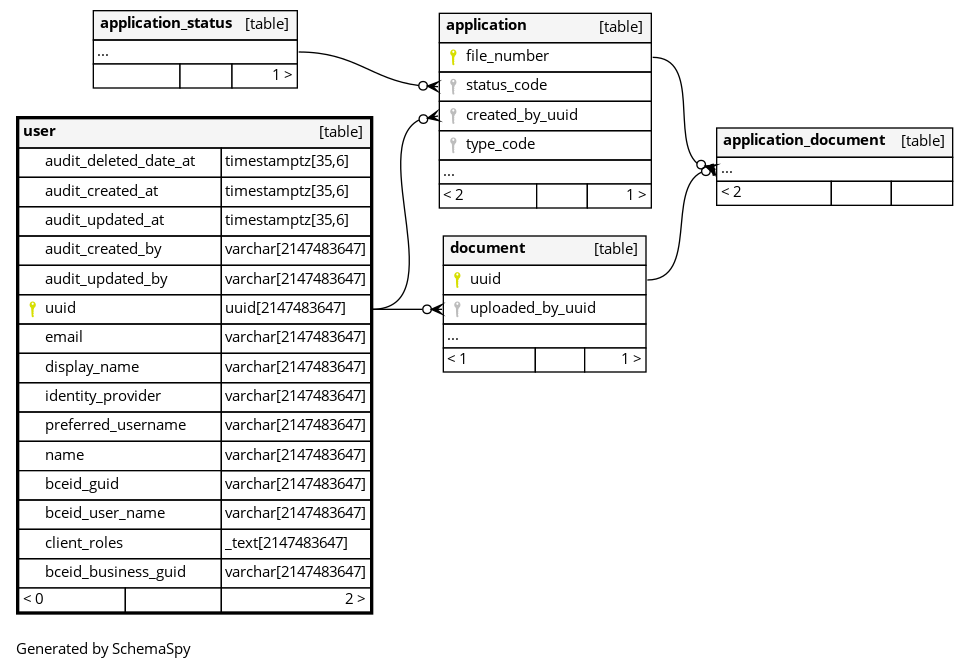 application_status [table]
...
1 >
user [table]
audit_deleted_date_at timestamptz[35,6]
audit_created_at timestamptz[35,6]
audit_updated_at timestamptz[35,6]
audit_created_by varchar[2147483647]
audit_updated_by varchar[2147483647]
uuid uuid[2147483647]
email varchar[2147483647]
display_name varchar[2147483647]
identity_provider varchar[2147483647]
preferred_username varchar[2147483647]
name varchar[2147483647]
bceid_guid varchar[2147483647]
bceid_user_name varchar[2147483647]
client_roles _text[2147483647]
bceid_business_guid varchar[2147483647]
< 0 2 >
application [table]
file_number
status_code
created_by_uuid
type_code
...
< 2 1 >
document [table]
uuid
uploaded_by_uuid
...
< 1 1 >
application_document [table]
...
< 2
Generated by SchemaSpy